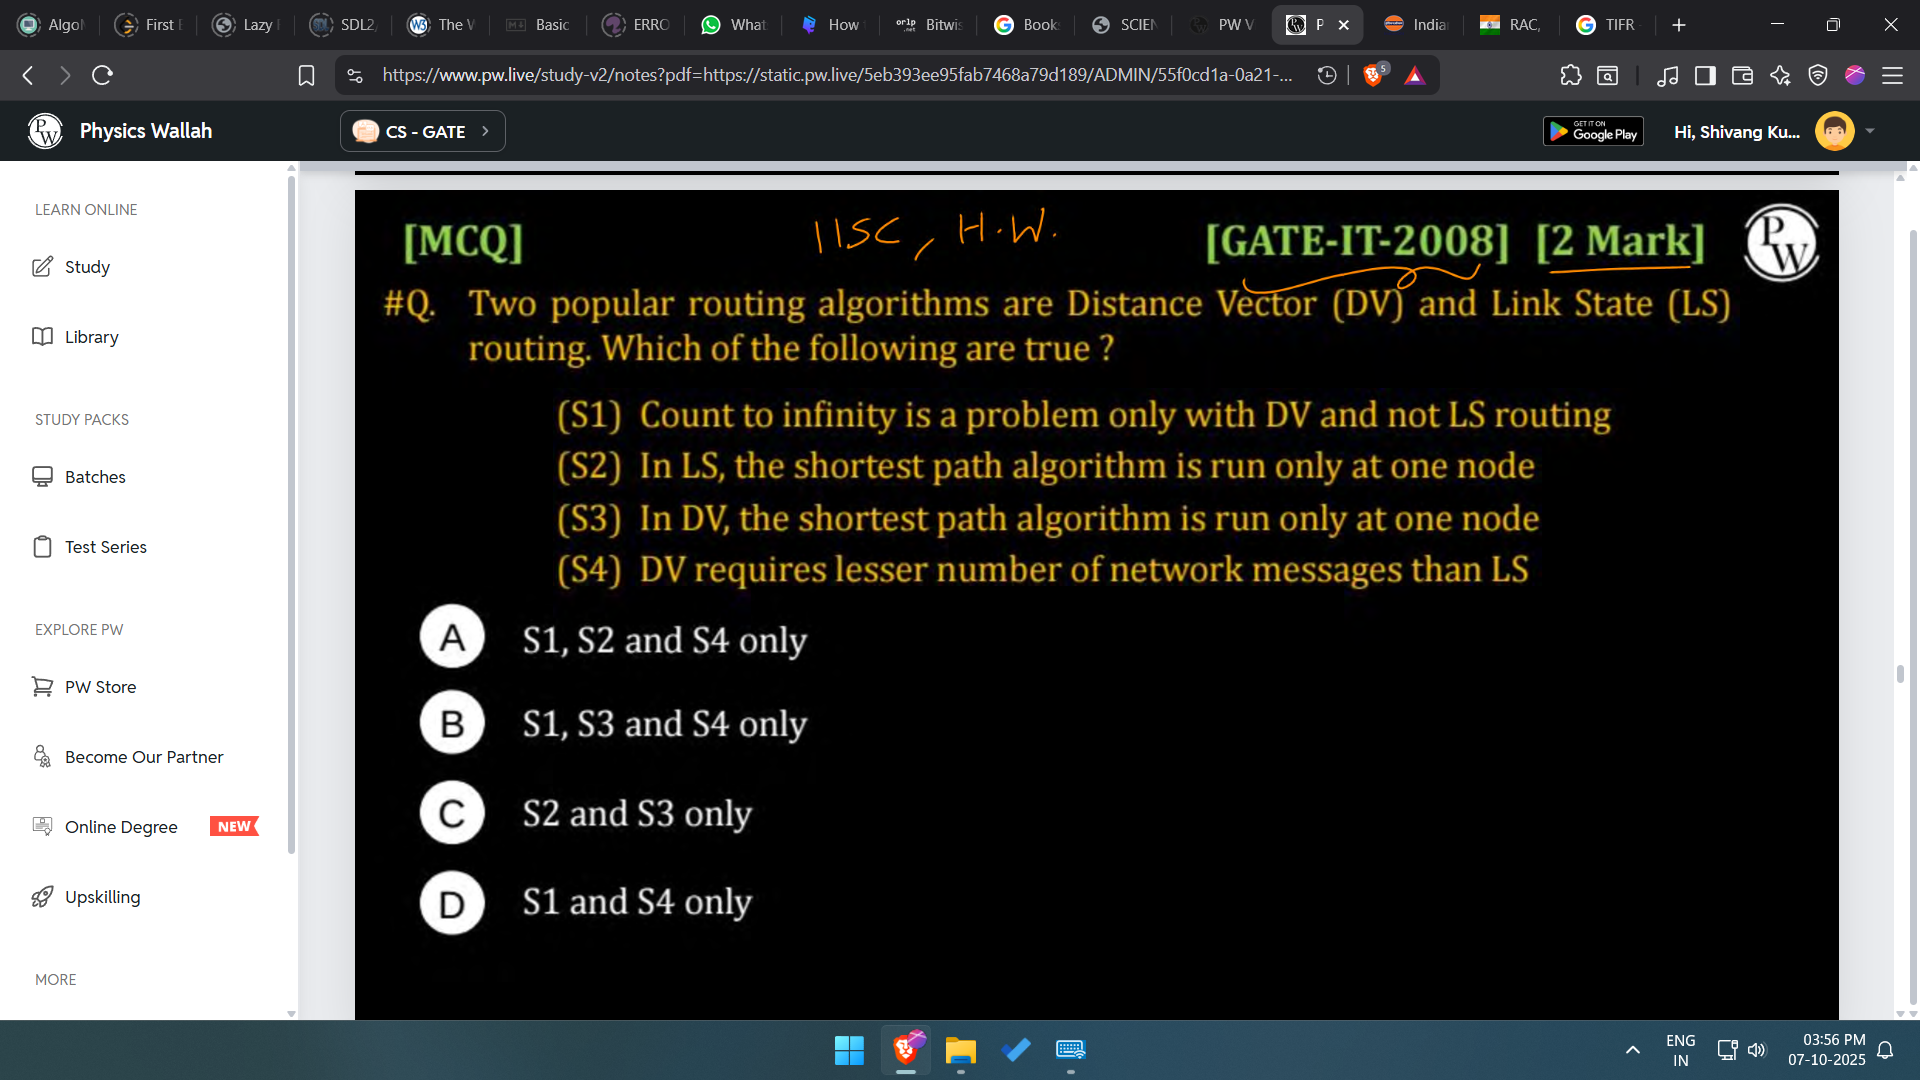 Algo
First
Lazy
SDL2,
The
Basic
ERRO
What
How
Bitwis
Book
SCIEN
PW V
P
India
RAC,
TIFR
https://www.pw.live/study-v2/notes?pdf=https://static.pw.live/5eb393ee95fab7468a79d189/ADMIN/55f0cd1a-0a21-...
5
PW
Physics Wallah
CS - GATE
GET IT ON
Google Play
Hi, Shivang Ku...
LEARN ONLINE
Study
Library
STUDY PACKS
Batches
Test Series
EXPLORE PW
PW Store
Become Our Partner
Online Degree NEW
Upskilling
MORE
[MCQ] IISC, H.W. [GATE-IT-2008] [2 Mark] PW
#Q. Two popular routing algorithms are Distance Vector (DV) and Link State (LS)
routing. Which of the following are true ?
(S1) Count to infinity is a problem only with DV and not LS routing
(S2) In LS, the shortest path algorithm is run only at one node
(S3) In DV, the shortest path algorithm is run only at one node
(S4) DV requires lesser number of network messages than LS
A S1, S2 and S4 only
B S1, S3 and S4 only
C S2 and S3 only
D S1 and S4 only
ENG
IN
03:56 PM
07-10-2025